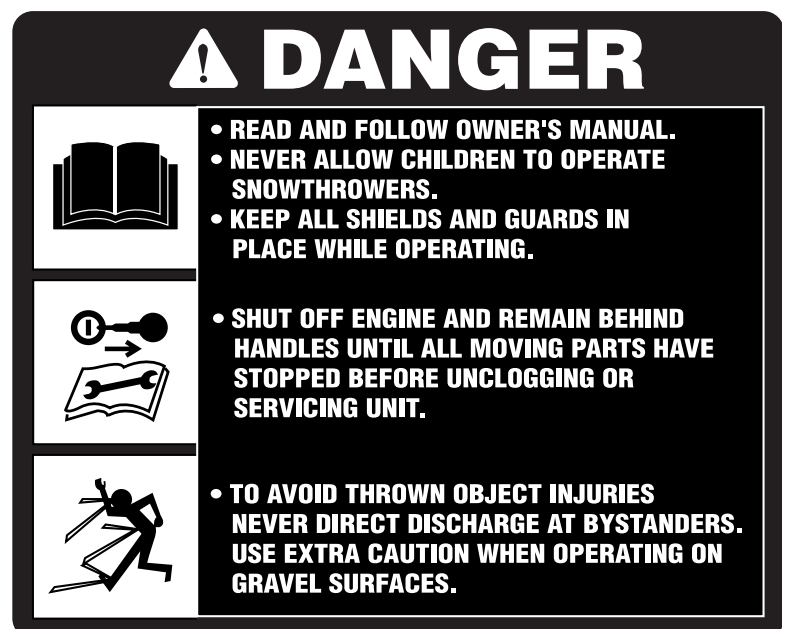 DANGER
• READ AND FOLLOW OWNER'S MANUAL.
• NEVER ALLOW CHILDREN TO OPERATE
SNOWTHROWERS.
• KEEP ALL SHIELDS AND GUARDS IN
PLACE WHILE OPERATING.
• SHUT OFF ENGINE AND REMAIN BEHIND
HANDLES UNTIL ALL MOVING PARTS HAVE
STOPPED BEFORE UNCLOGGING OR
SERVICING UNIT.
• TO AVOID THROWN OBJECT INJURIES
NEVER DIRECT DISCHARGE AT BYSTANDERS.
USE EXTRA CAUTION WHEN OPERATING ON
GRAVEL SURFACES.